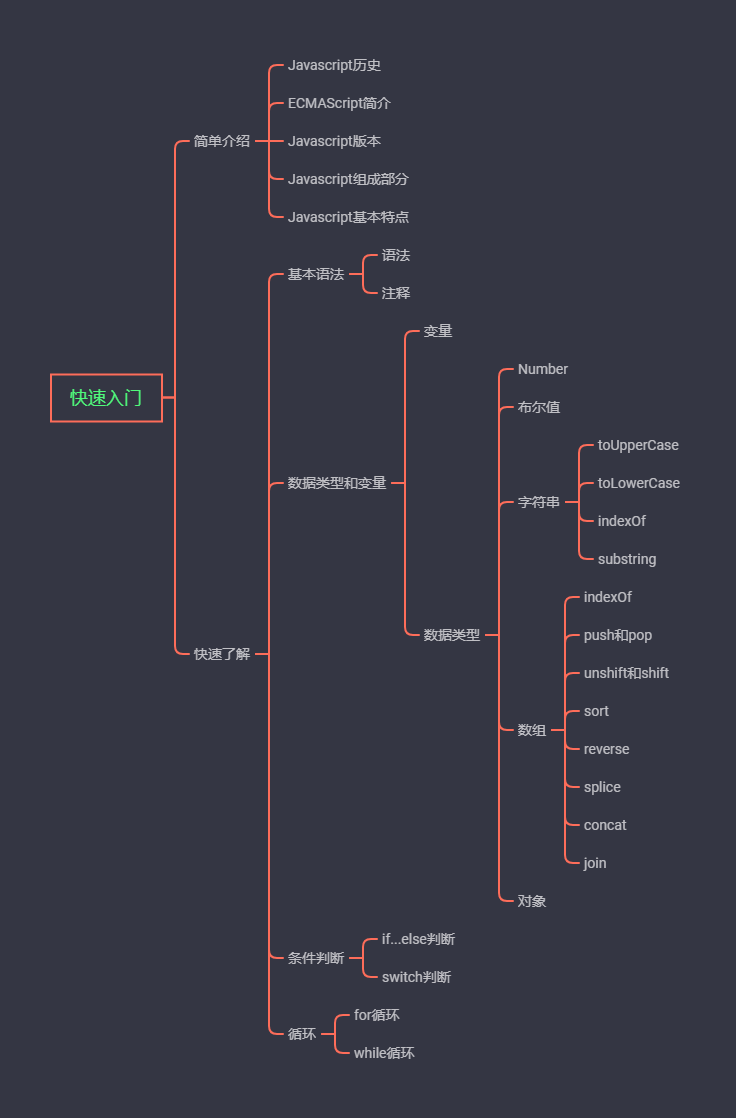 快速入门
简单介绍
Javascript历史
ECMAScript简介
Javascript版本
Javascript组成部分
Javascript基本特点
快速了解
基本语法
语法
注释
数据类型和变量
变量
数据类型
Number
布尔值
字符串
toUpperCase
toLowerCase
indexOf
substring
数组
indexOf
push和pop
unshift和shift
sort
reverse
splice
concat
join
对象
条件判断
if...else判断
switch判断
循环
for循环
while循环